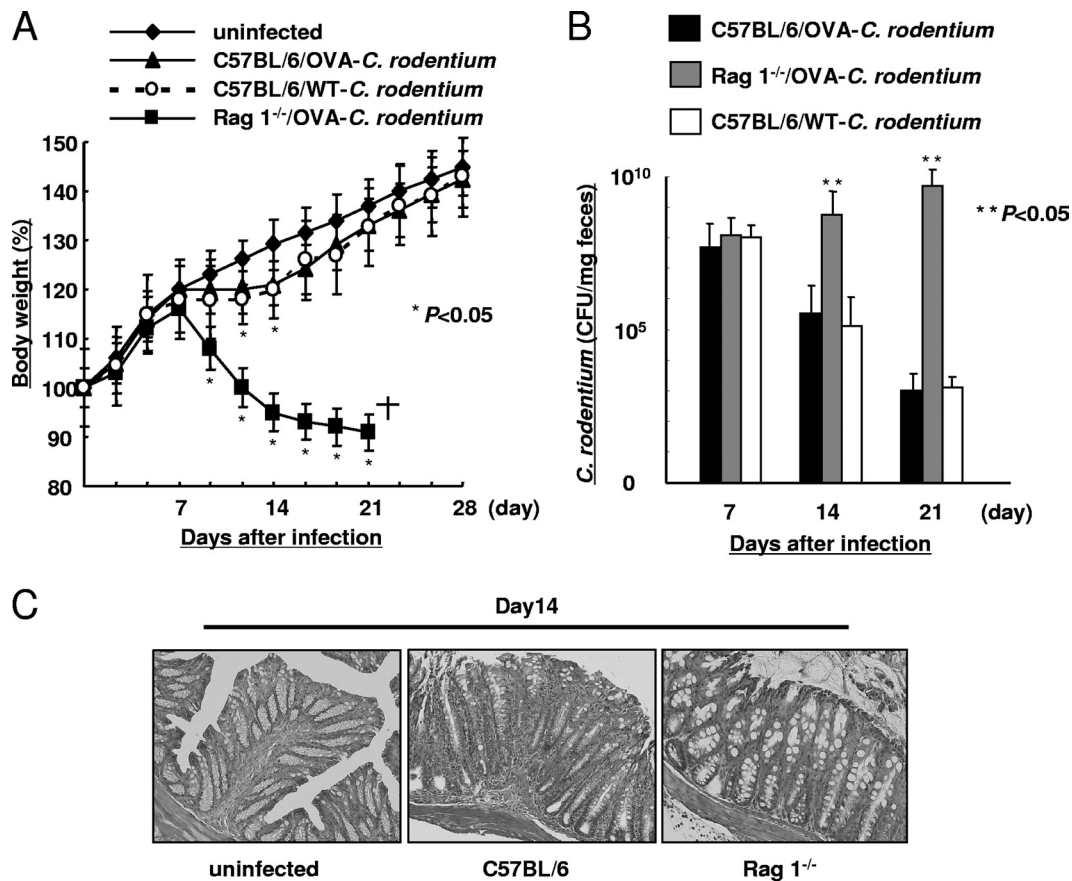 A
uninfected
C57BL/6/OVA-C. rodentium
C57BL/6/WT-C. rodentium
Rag 1-/-/OVA-C. rodentium
150
140
130
120
110
100
90
80
Body weight (%)
* P<0.05
*
*
*
*
*
*
*
*
7
14
21
28
(day)
Days after infection
B
C57BL/6/OVA-C. rodentium
Rag 1-/-/OVA-C. rodentium
C57BL/6/WT-C. rodentium
10^10
10^5
0
C. rodentium (CFU/mg feces)
**
**
**P<0.05
7
14
21
(day)
Days after infection
C
Day14
uninfected
C57BL/6
Rag 1-/-